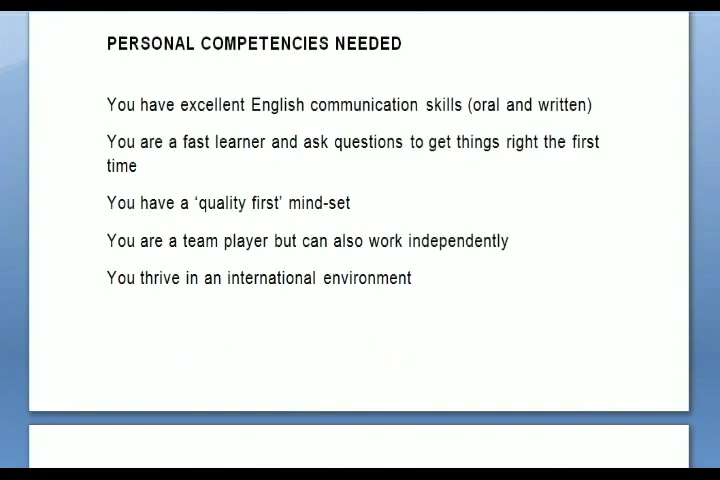 PERSONAL COMPETENCIES NEEDED
You have excellent English communication skills (oral and written)
You are a fast learner and ask questions to get things right the first
time
You have a ‘quality first’ mind-set
You are a team player but can also work independently
You thrive in an international environment